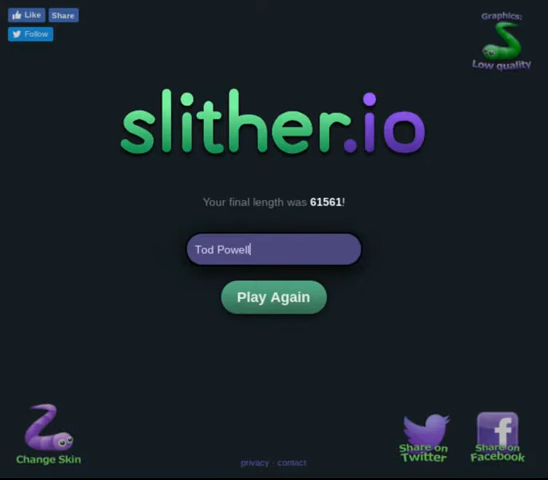 Like Share
Follow
Graphics:
Low quality
slither.io
Your final length was 61561!
Tod Powell
Play Again
Change Skin
privacy · contact
Share on
Twitter
Share on
Facebook